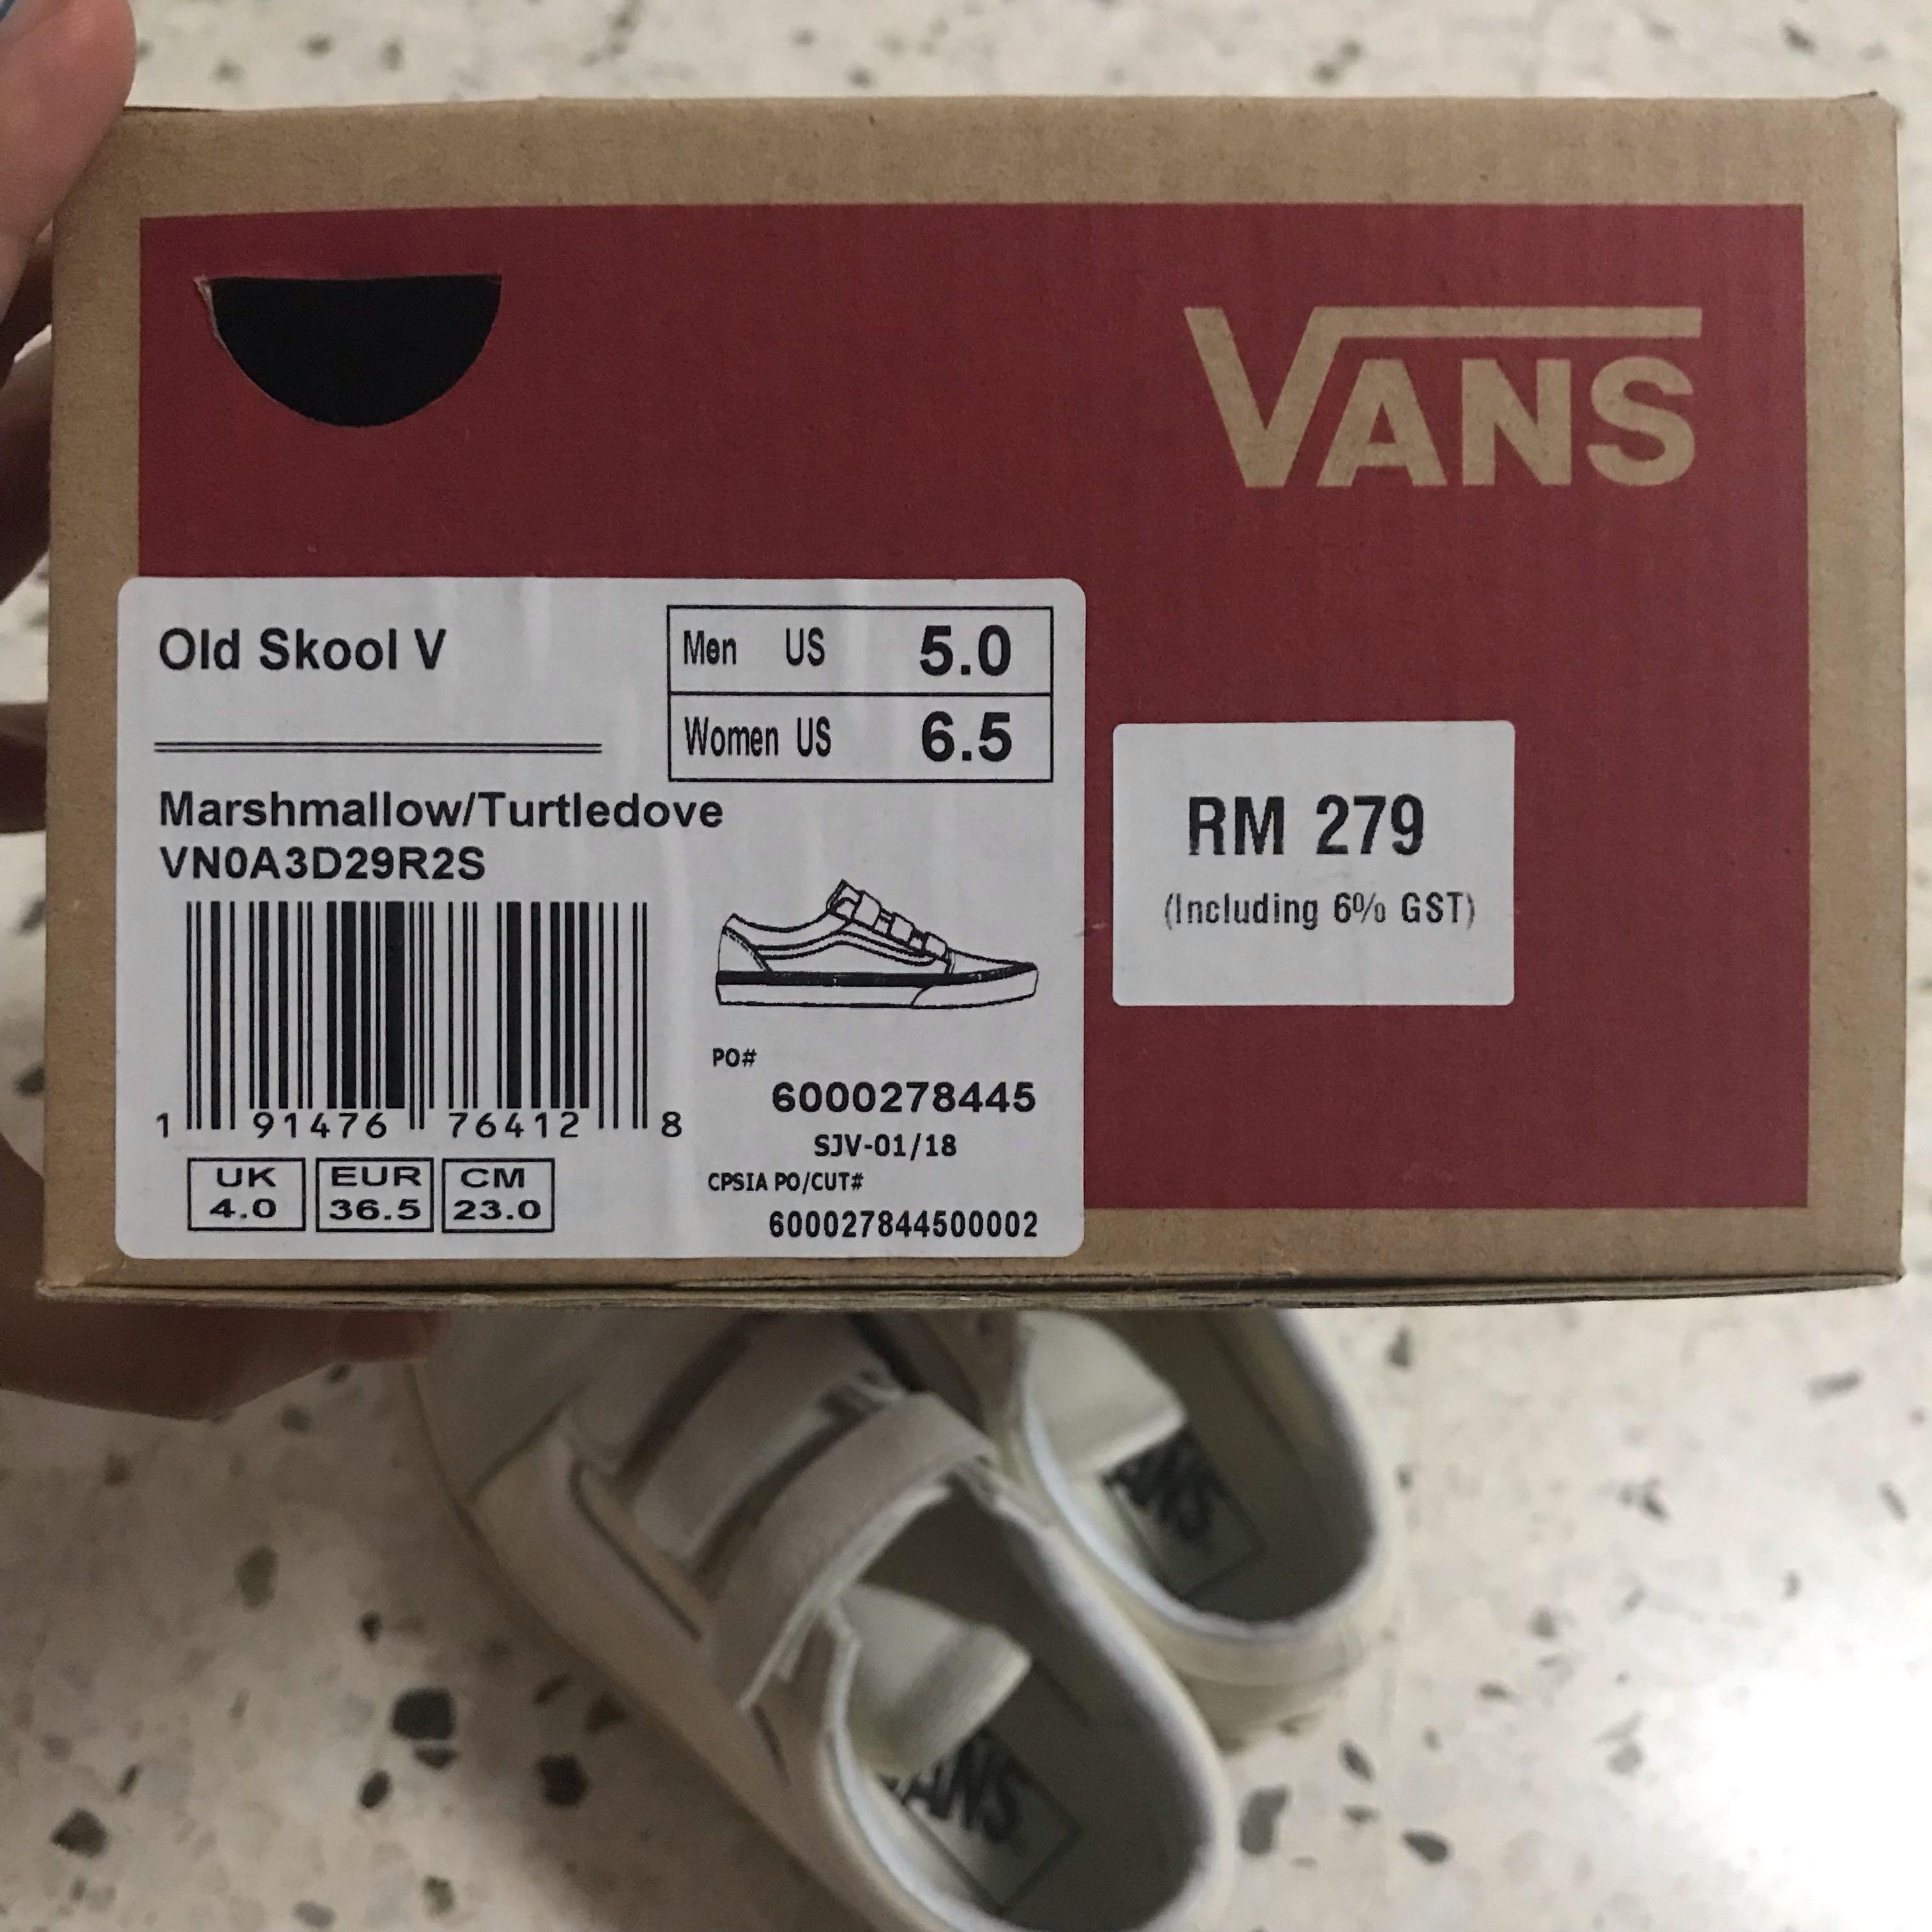 VANS
Old Skool V
Men US 5.0
Women US 6.5
Marshmallow/Turtledove
VN0A3D29R2S
RM 279
(Including 6% GST)
PO#
6000278445
1 91476 76412 8
SJV-01/18
UK 4.0
EUR 36.5
CM 23.0
CPSIA PO/CUT#
600027844500002
VANS
VANS